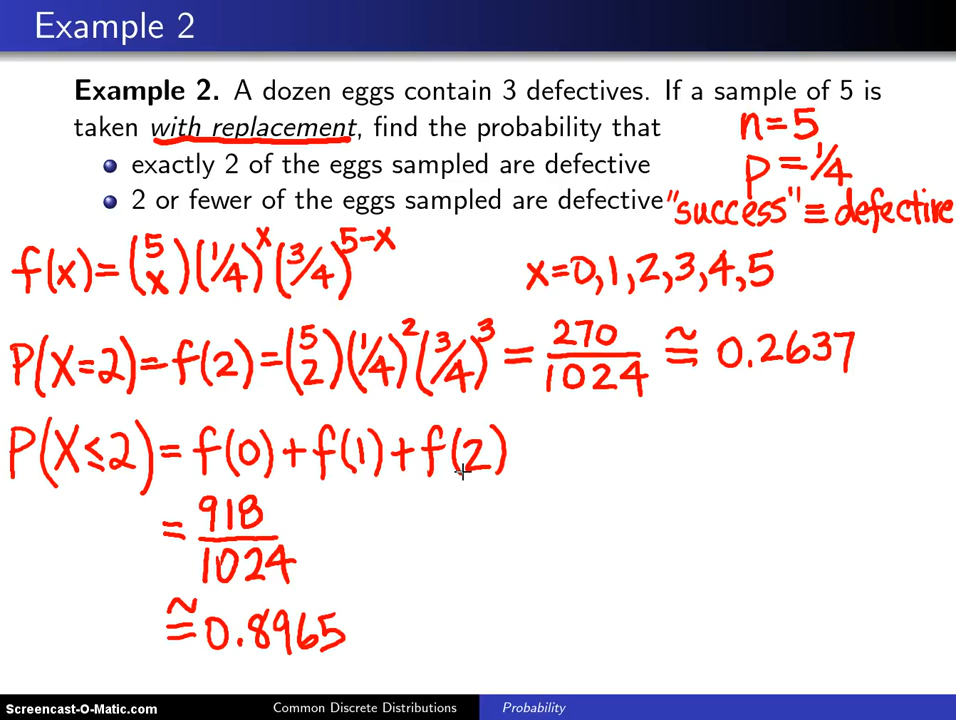 Example 2
Example 2. A dozen eggs contain 3 defectives. If a sample of 5 is
taken with replacement, find the probability that
exactly 2 of the eggs sampled are defective
2 or fewer of the eggs sampled are defective
n=5
p=1/4
"success" ≡ defective
f(x)=(5 x)(1/4)^x(3/4)^5-x x=0,1,2,3,4,5
P(X=2)=f(2)=(5 2)(1/4)^2(3/4)^3 = 270/1024 ≅ 0.2637
P(X≤2)=f(0)+f(1)+f(2)
= 918/1024
≅ 0.8965
Screencast-O-Matic.com Common Discrete Distributions Probability